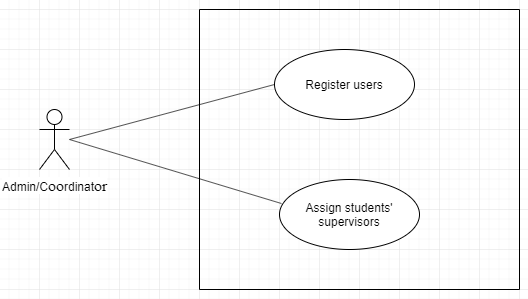 Register users
Admin/Coordinator
Assign students'
supervisors